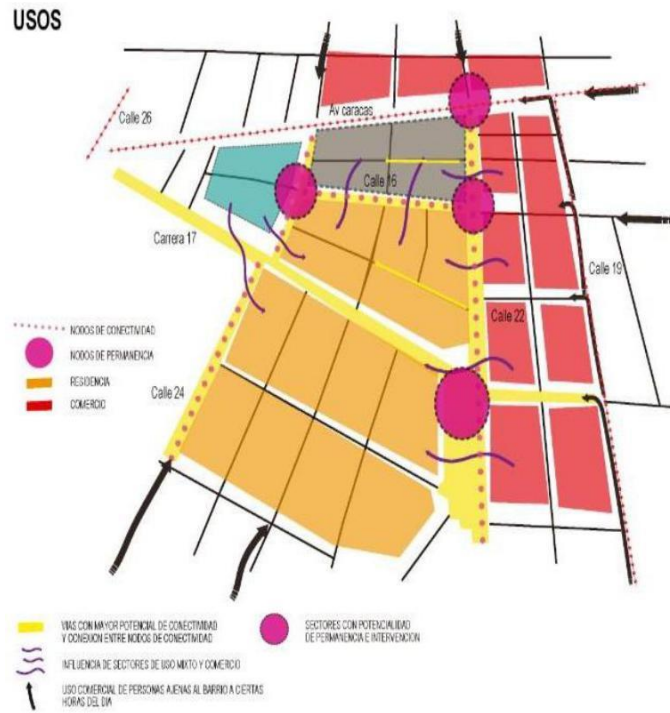 USOS
Av caracas
Calle 26
Calle 16
Carrera 17
Calle 19
Calle 22
Calle 24
NODOS DE CONECTIVIDAD
NODOS DE PERMANENCIA
RESIDENCIA
COMERCIO
VIAS CON MAYOR POTENCIAL DE CONECTIVIDAD
Y CONEXION ENTRE NODOS DE CONECTIVIDAD
SECTORES CON POTENCIALIDAD
DE PERMANENCIA E INTERVENCION
INFLUENCIA DE SECTORES DE USO MIXTO Y COMERCIO
USO COMERCIAL DE PERSONAS AJENAS AL BARRIO A CIERTAS
HORAS DEL DIA